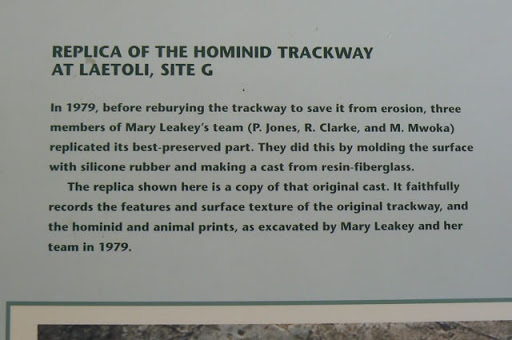 REPLICA OF THE HOMINID TRACKWAY
AT LAETOLI, SITE G
In 1979, before reburying the trackway to save it from erosion, three
members of Mary Leakey's team (P. Jones, R. Clarke, and M. Mwoka)
replicated its best-preserved part. They did this by molding the surface
with silicone rubber and making a cast from resin-fiberglass.
The replica shown here is a copy of that original cast. It faithfully
records the features and surface texture of the original trackway, and
the hominid and animal prints, as excavated by Mary Leakey and her
team in 1979.